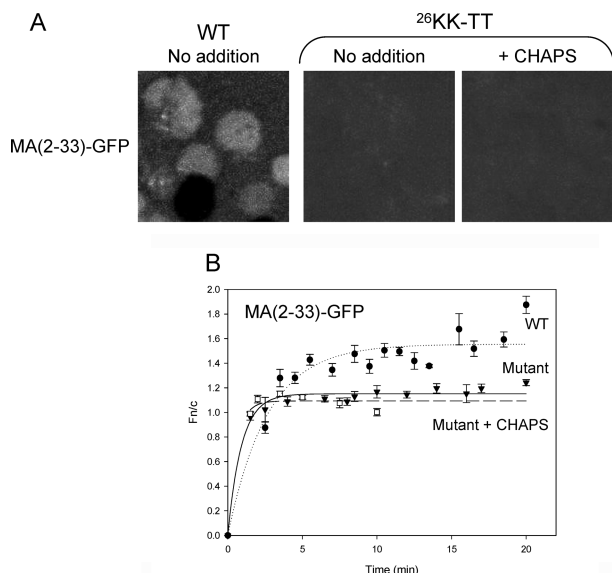 A
WT
No addition
²⁶KK-TT
No addition
+ CHAPS
MA(2-33)-GFP
B
MA(2-33)-GFP
WT
Mutant
Mutant + CHAPS
Fn/c
2.0
1.8
1.6
1.4
1.2
1.0
0.8
0.6
0.4
0.2
0.0
0
5
10
15
20
Time (min)